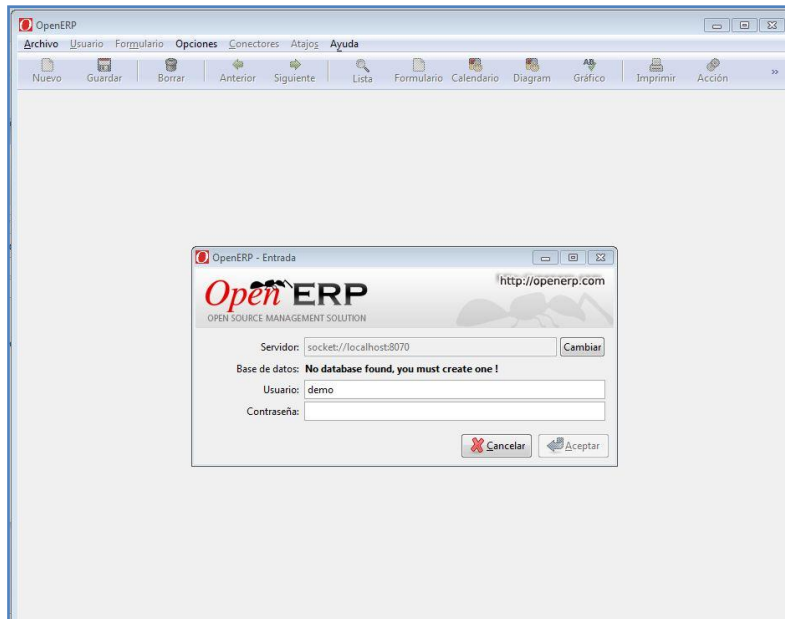 OpenERP
Archivo Usuario Formulario Opciones Conectores Atajos Ayuda
Nuevo Guardar Borrar Anterior Siguiente Lista Formulario Calendario Diagram Gráfico Imprimir Acción »
OpenERP - Entrada
Open ERP http://openerp.com
OPEN SOURCE MANAGEMENT SOLUTION
Servidor: socket://localhost:8070 Cambiar
Base de datos: No database found, you must create one !
Usuario: demo
Contraseña:
Cancelar Aceptar